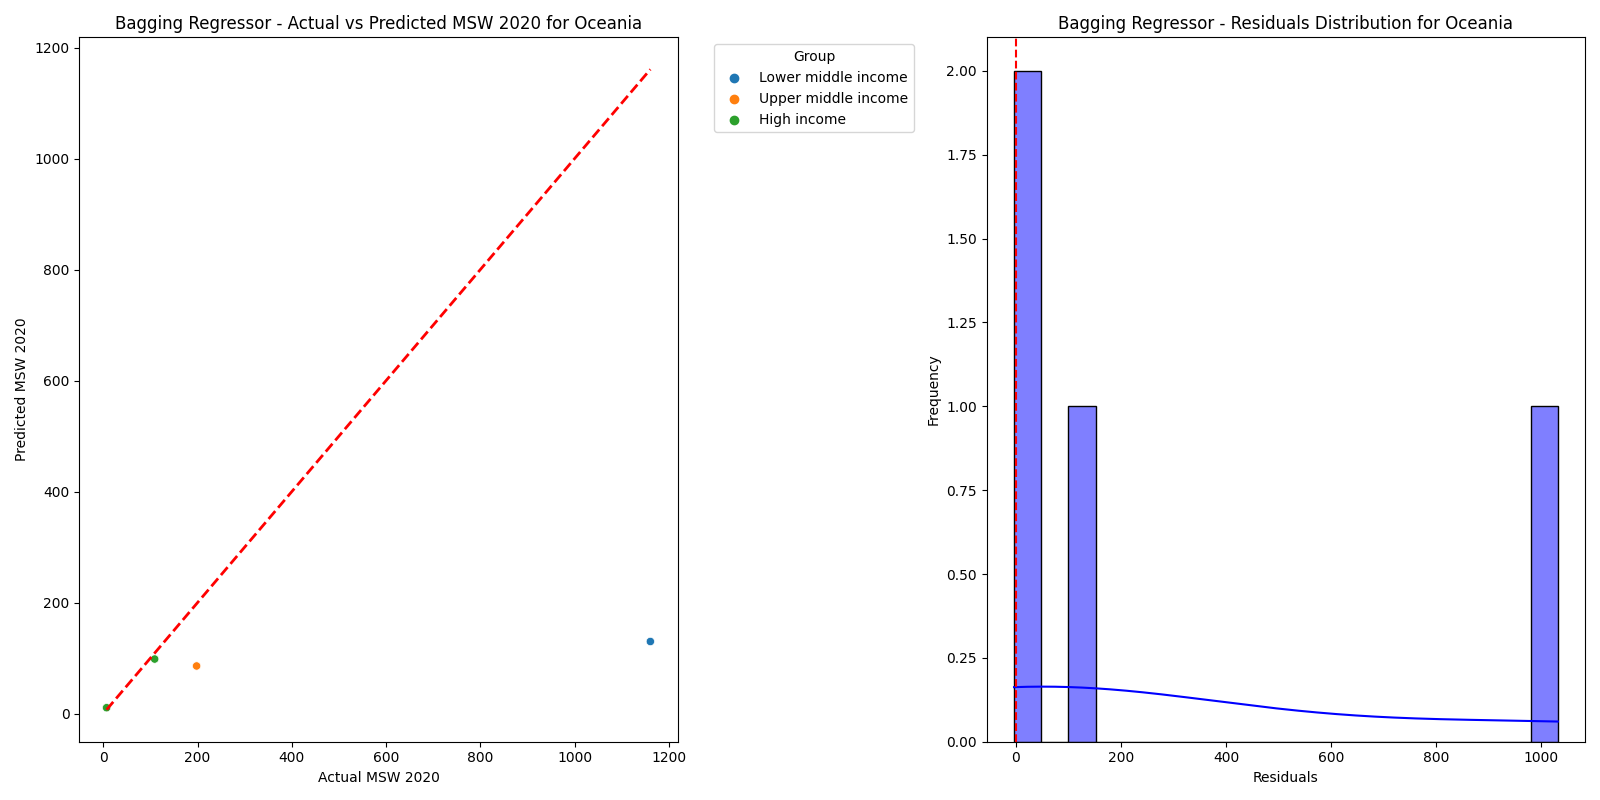 Bagging Regressor - Actual vs Predicted MSW 2020 for Oceania
1200
1000
800
600
400
200
0
Predicted MSW 2020
0 200 400 600 800 1000 1200
Actual MSW 2020
Group
Lower middle income
Upper middle income
High income
Bagging Regressor - Residuals Distribution for Oceania
2.00
1.75
1.50
1.25
1.00
0.75
0.50
0.25
0.00
Frequency
0 200 400 600 800 1000
Residuals